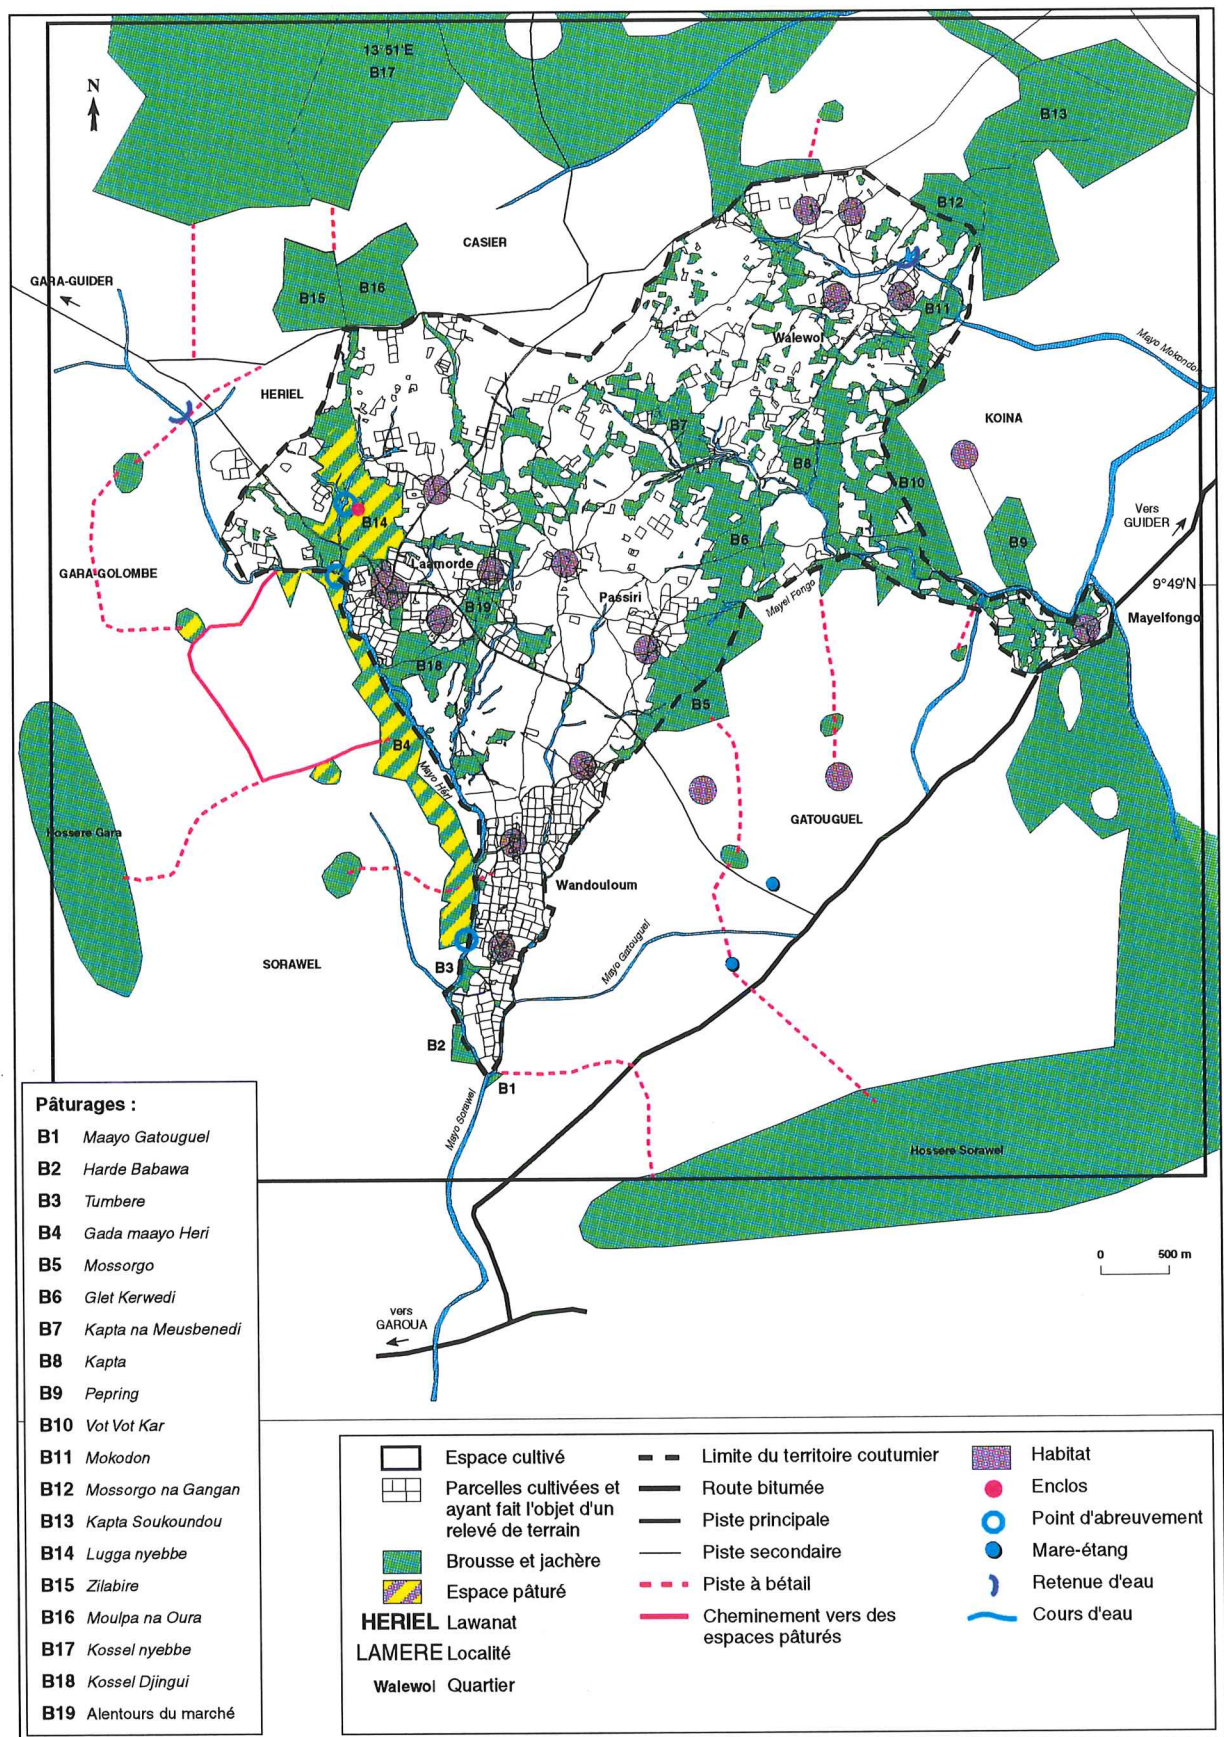 13°51'E
B17
N
B13
B12
CASIER
GARA-GUIDER
B15
B16
B11
Walewol
Mayo Mokondon
HERIEL
KOINA
B7
B8
B10
Vers
GUIDER
B14
B9
B6
Laamorde
GARA-GOLOMBE
9°49'N
Passiri
Mayel Fongo
B19
Mayelfongo
B18
B5
B4
Mayo Héri
Hossere Gara
GATOUGUEL
Wandouloum
Mayo Gatouguel
SORAWEL
B3
B2
B1
Mayo Sorawel
Hossere Sorawel
0 500 m
vers
GAROUA
Pâturages :
B1 Maayo Gatouguel
B2 Harde Babawa
B3 Tumbere
B4 Gada maayo Heri
B5 Mossorgo
B6 Glet Kerwedi
B7 Kapta na Meusbenedi
B8 Kapta
B9 Pepring
B10 Vot Vot Kar
B11 Mokodon
B12 Mossorgo na Gangan
B13 Kapta Soukoundou
B14 Lugga nyebbe
B15 Zilabire
B16 Moulpa na Oura
B17 Kossel nyebbe
B18 Kossel Djingui
B19 Alentours du marché
Espace cultivé
Parcelles cultivées et
ayant fait l'objet d'un
relevé de terrain
Brousse et jachère
Espace pâturé
HERIEL Lawanat
LAMERE Localité
Walewol Quartier
Limite du territoire coutumier
Route bitumée
Piste principale
Piste secondaire
Piste à bétail
Cheminement vers des
espaces pâturés
Habitat
Enclos
Point d'abreuvement
Mare-étang
Retenue d'eau
Cours d'eau